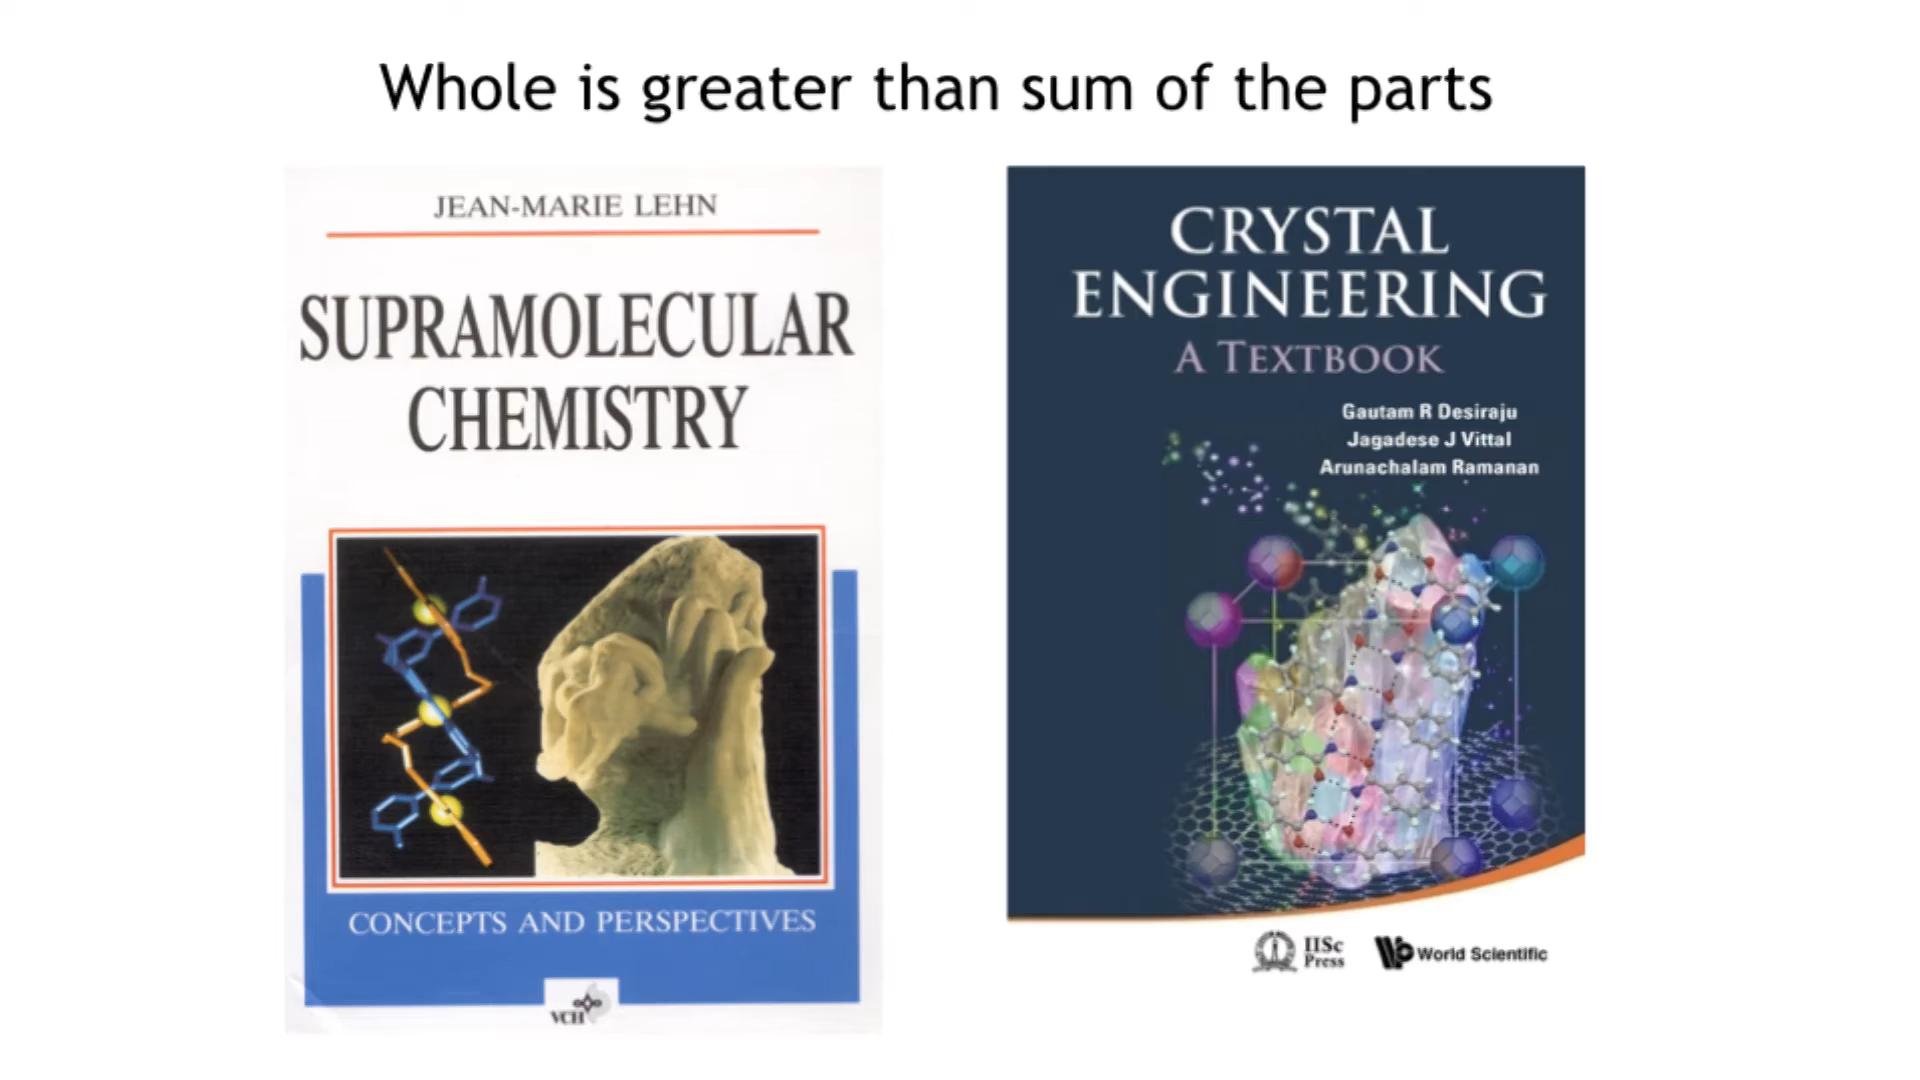 Whole is greater than sum of the parts
JEAN-MARIE LEHN
SUPRAMOLECULAR
CHEMISTRY
CONCEPTS AND PERSPECTIVES
VCH
CRYSTAL
ENGINEERING
A TEXTBOOK
Gautam R Desiraju
Jagadese J Vittal
Arunachalam Ramanan
IISc
Press
World Scientific